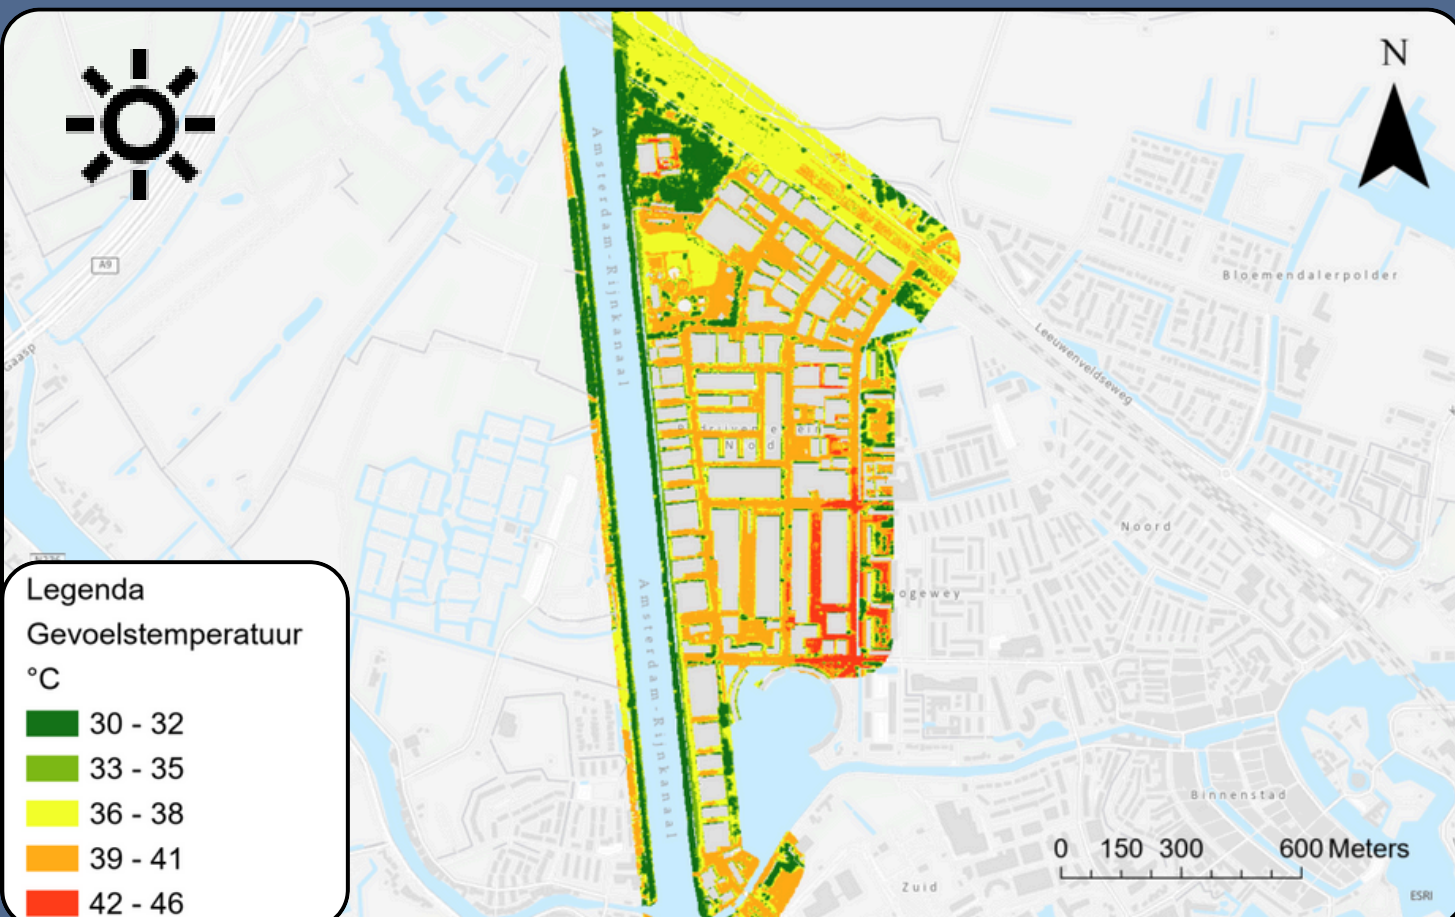 N
A9
Gaasp
Amsterdam-Rijnkanaal
Bloemendalerpolder
Leeuwenveldseweg
Noord
Amsterdam-Rijnkanaal
Binnenstad
Zuid
Legenda
Gevoelstemperatuur
°C
30 - 32
33 - 35
36 - 38
39 - 41
42 - 46
0 150 300 600 Meters
ESRI